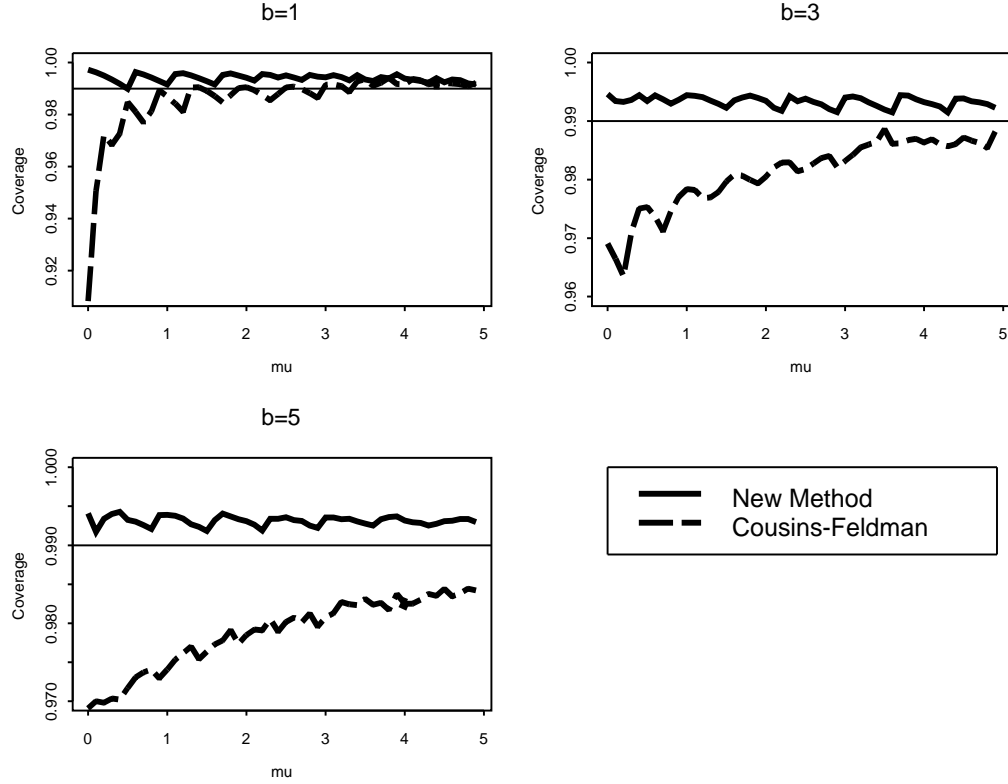 b=1
Coverage
1.00
0.98
0.96
0.94
0.92
0 1 2 3 4 5
mu
b=3
Coverage
1.00
0.99
0.98
0.97
0.96
0 1 2 3 4 5
mu
b=5
Coverage
1.000
0.990
0.980
0.970
0 1 2 3 4 5
mu
New Method
Cousins-Feldman